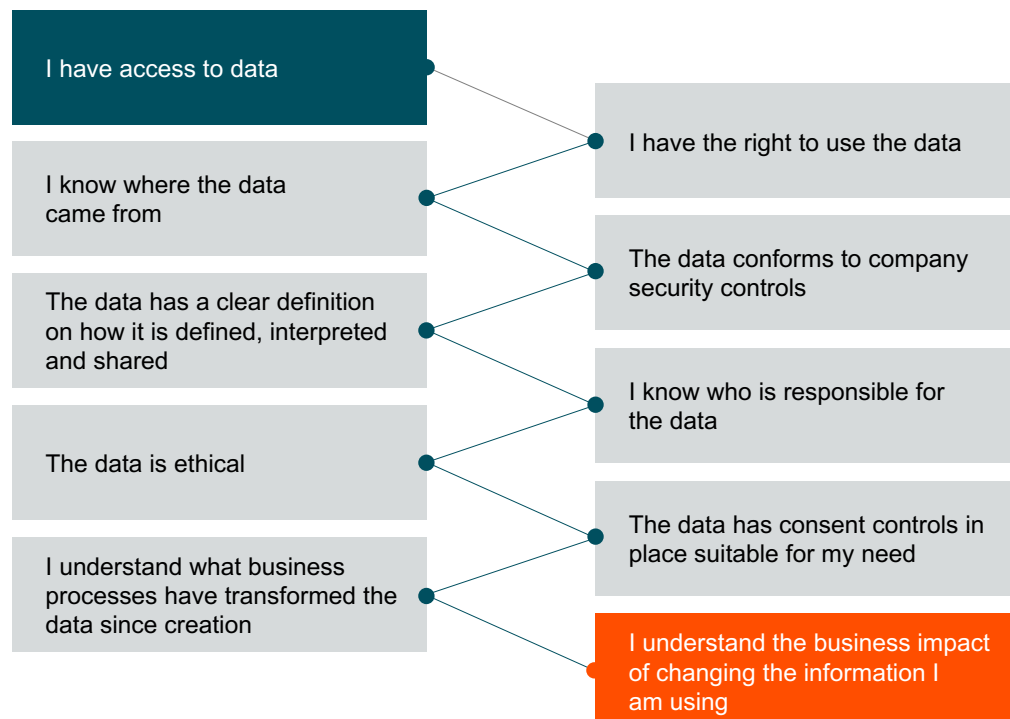 I have access to data
I have the right to use the data
I know where the data
came from
The data conforms to company
security controls
The data has a clear definition
on how it is defined, interpreted
and shared
I know who is responsible for
the data
The data is ethical
The data has consent controls in
place suitable for my need
I understand what business
processes have transformed the
data since creation
I understand the business impact
of changing the information I
am using